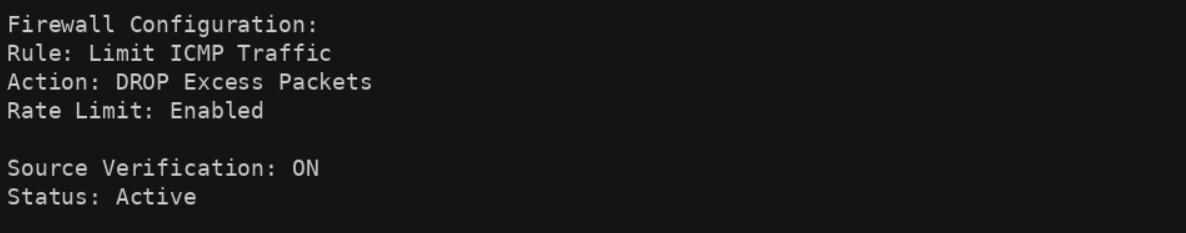 Firewall Configuration:
Rule: Limit ICMP Traffic
Action: DROP Excess Packets
Rate Limit: Enabled
Source Verification: ON
Status: Active